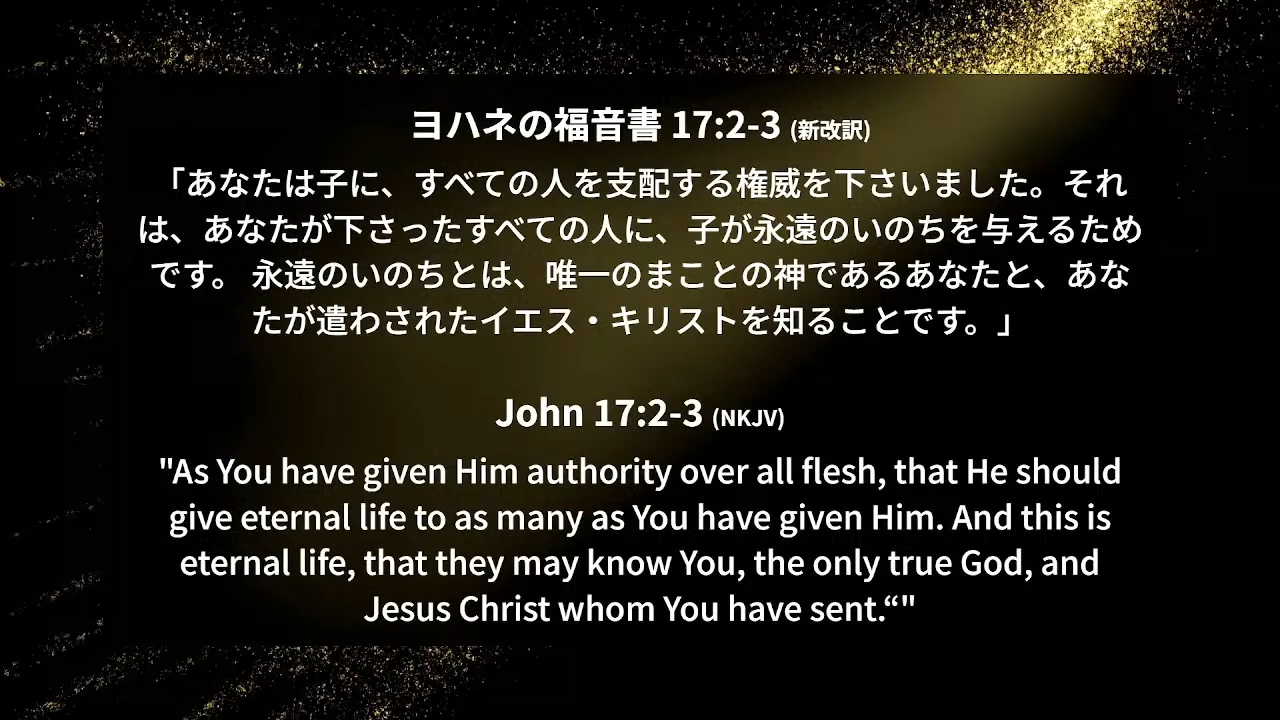 ヨハネの福音書 17:2-3 (新改訳)
「あなたは子に、すべての人を支配する権威を下さいました。それ
は、あなたが下さったすべての人に、子が永遠のいのちを与えるため
です。 永遠のいのちとは、唯一のまことの神であるあなたと、あな
たが遣わされたイエス・キリストを知ることです。」
John 17:2-3 (NKJV)
"As You have given Him authority over all flesh, that He should
give eternal life to as many as You have given Him. And this is
eternal life, that they may know You, the only true God, and
Jesus Christ whom You have sent.“"